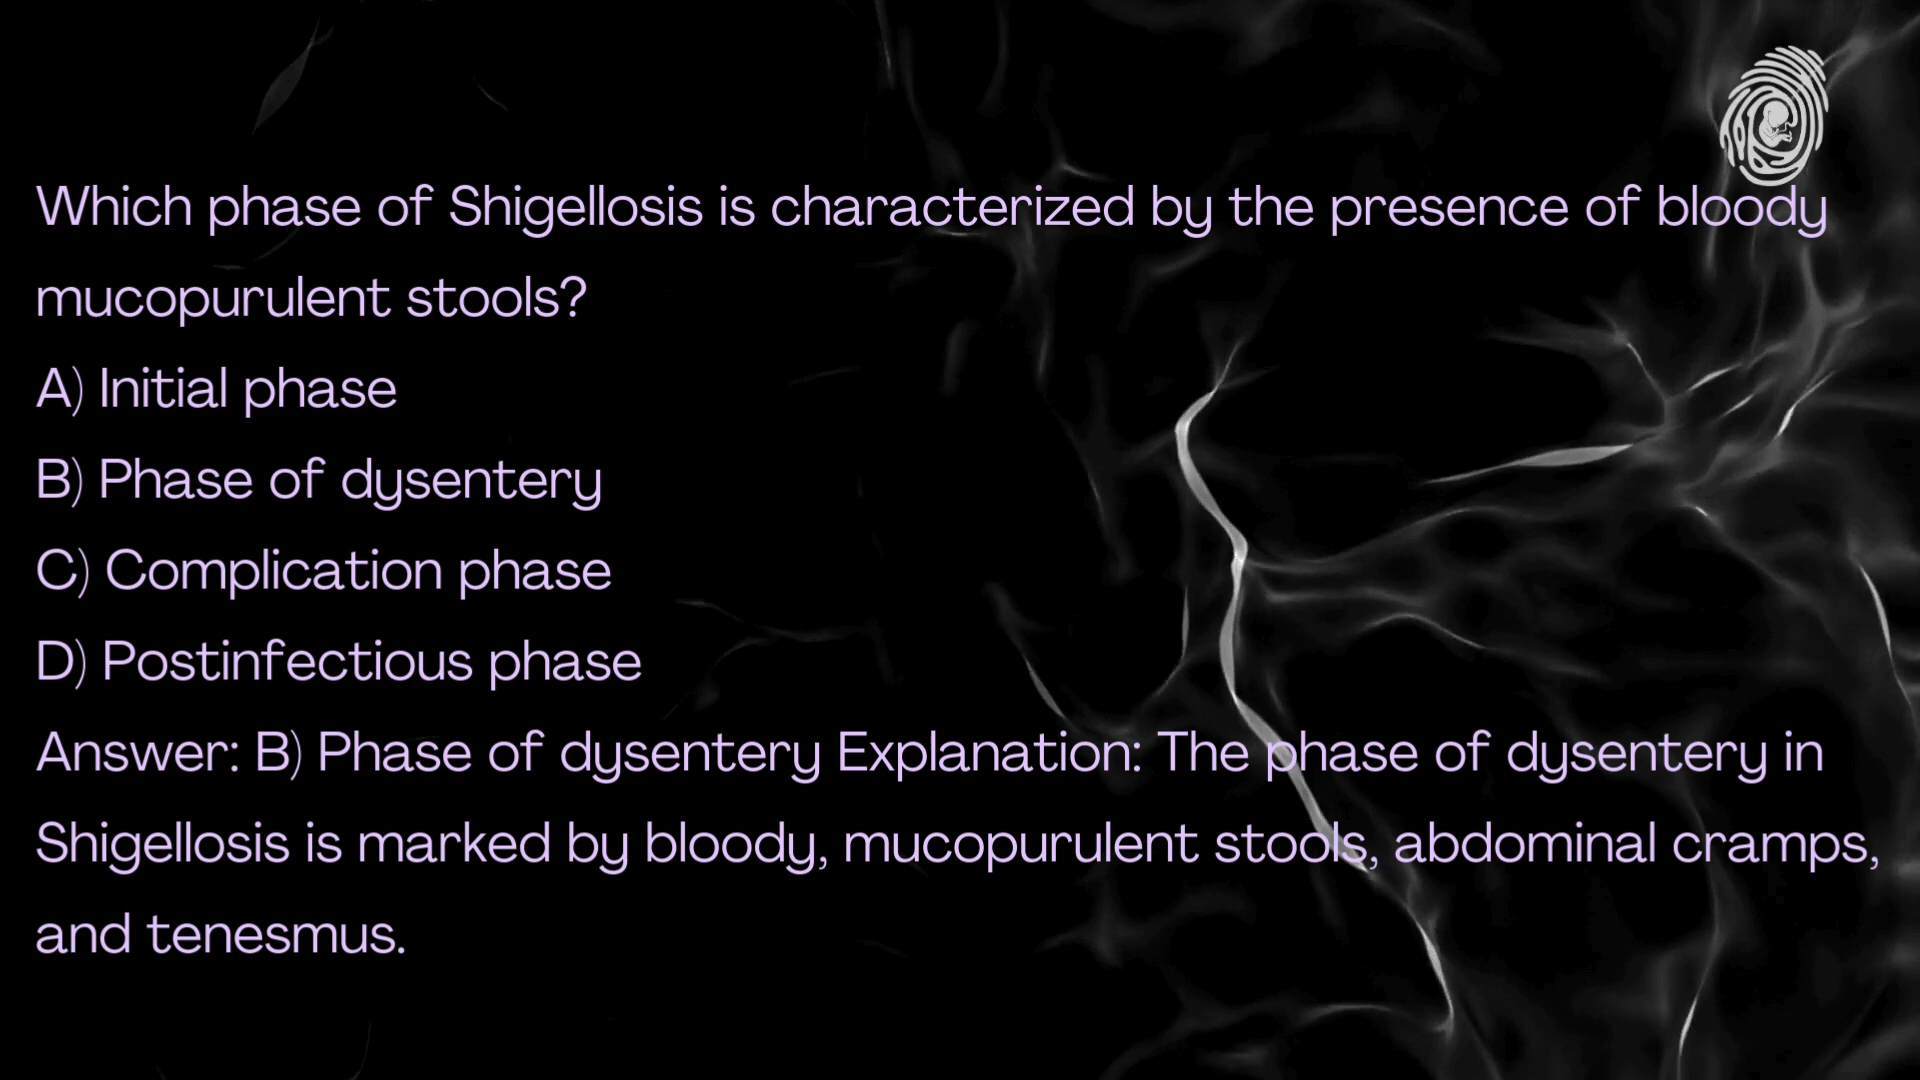 Which phase of Shigellosis is characterized by the presence of bloody
mucopurulent stools?
A) Initial phase
B) Phase of dysentery
C) Complication phase
D) Postinfectious phase
Answer: B) Phase of dysentery Explanation: The phase of dysentery in
Shigellosis is marked by bloody, mucopurulent stools, abdominal cramps,
and tenesmus.